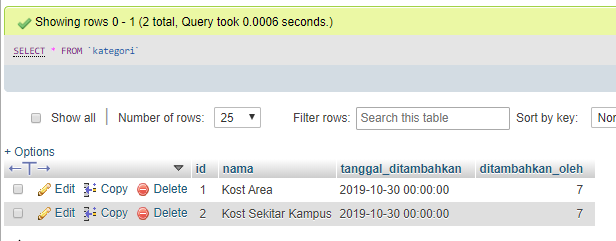 Showing rows 0 - 1 (2 total, Query took 0.0006 seconds.)
SELECT * FROM `kategori`
Show all Number of rows: 25 Filter rows: Search this table Sort by key: Non
+ Options
←T→ id nama tanggal_ditambahkan ditambahkan_oleh
Edit Copy Delete 1 Kost Area 2019-10-30 00:00:00 7
Edit Copy Delete 2 Kost Sekitar Kampus 2019-10-30 00:00:00 7